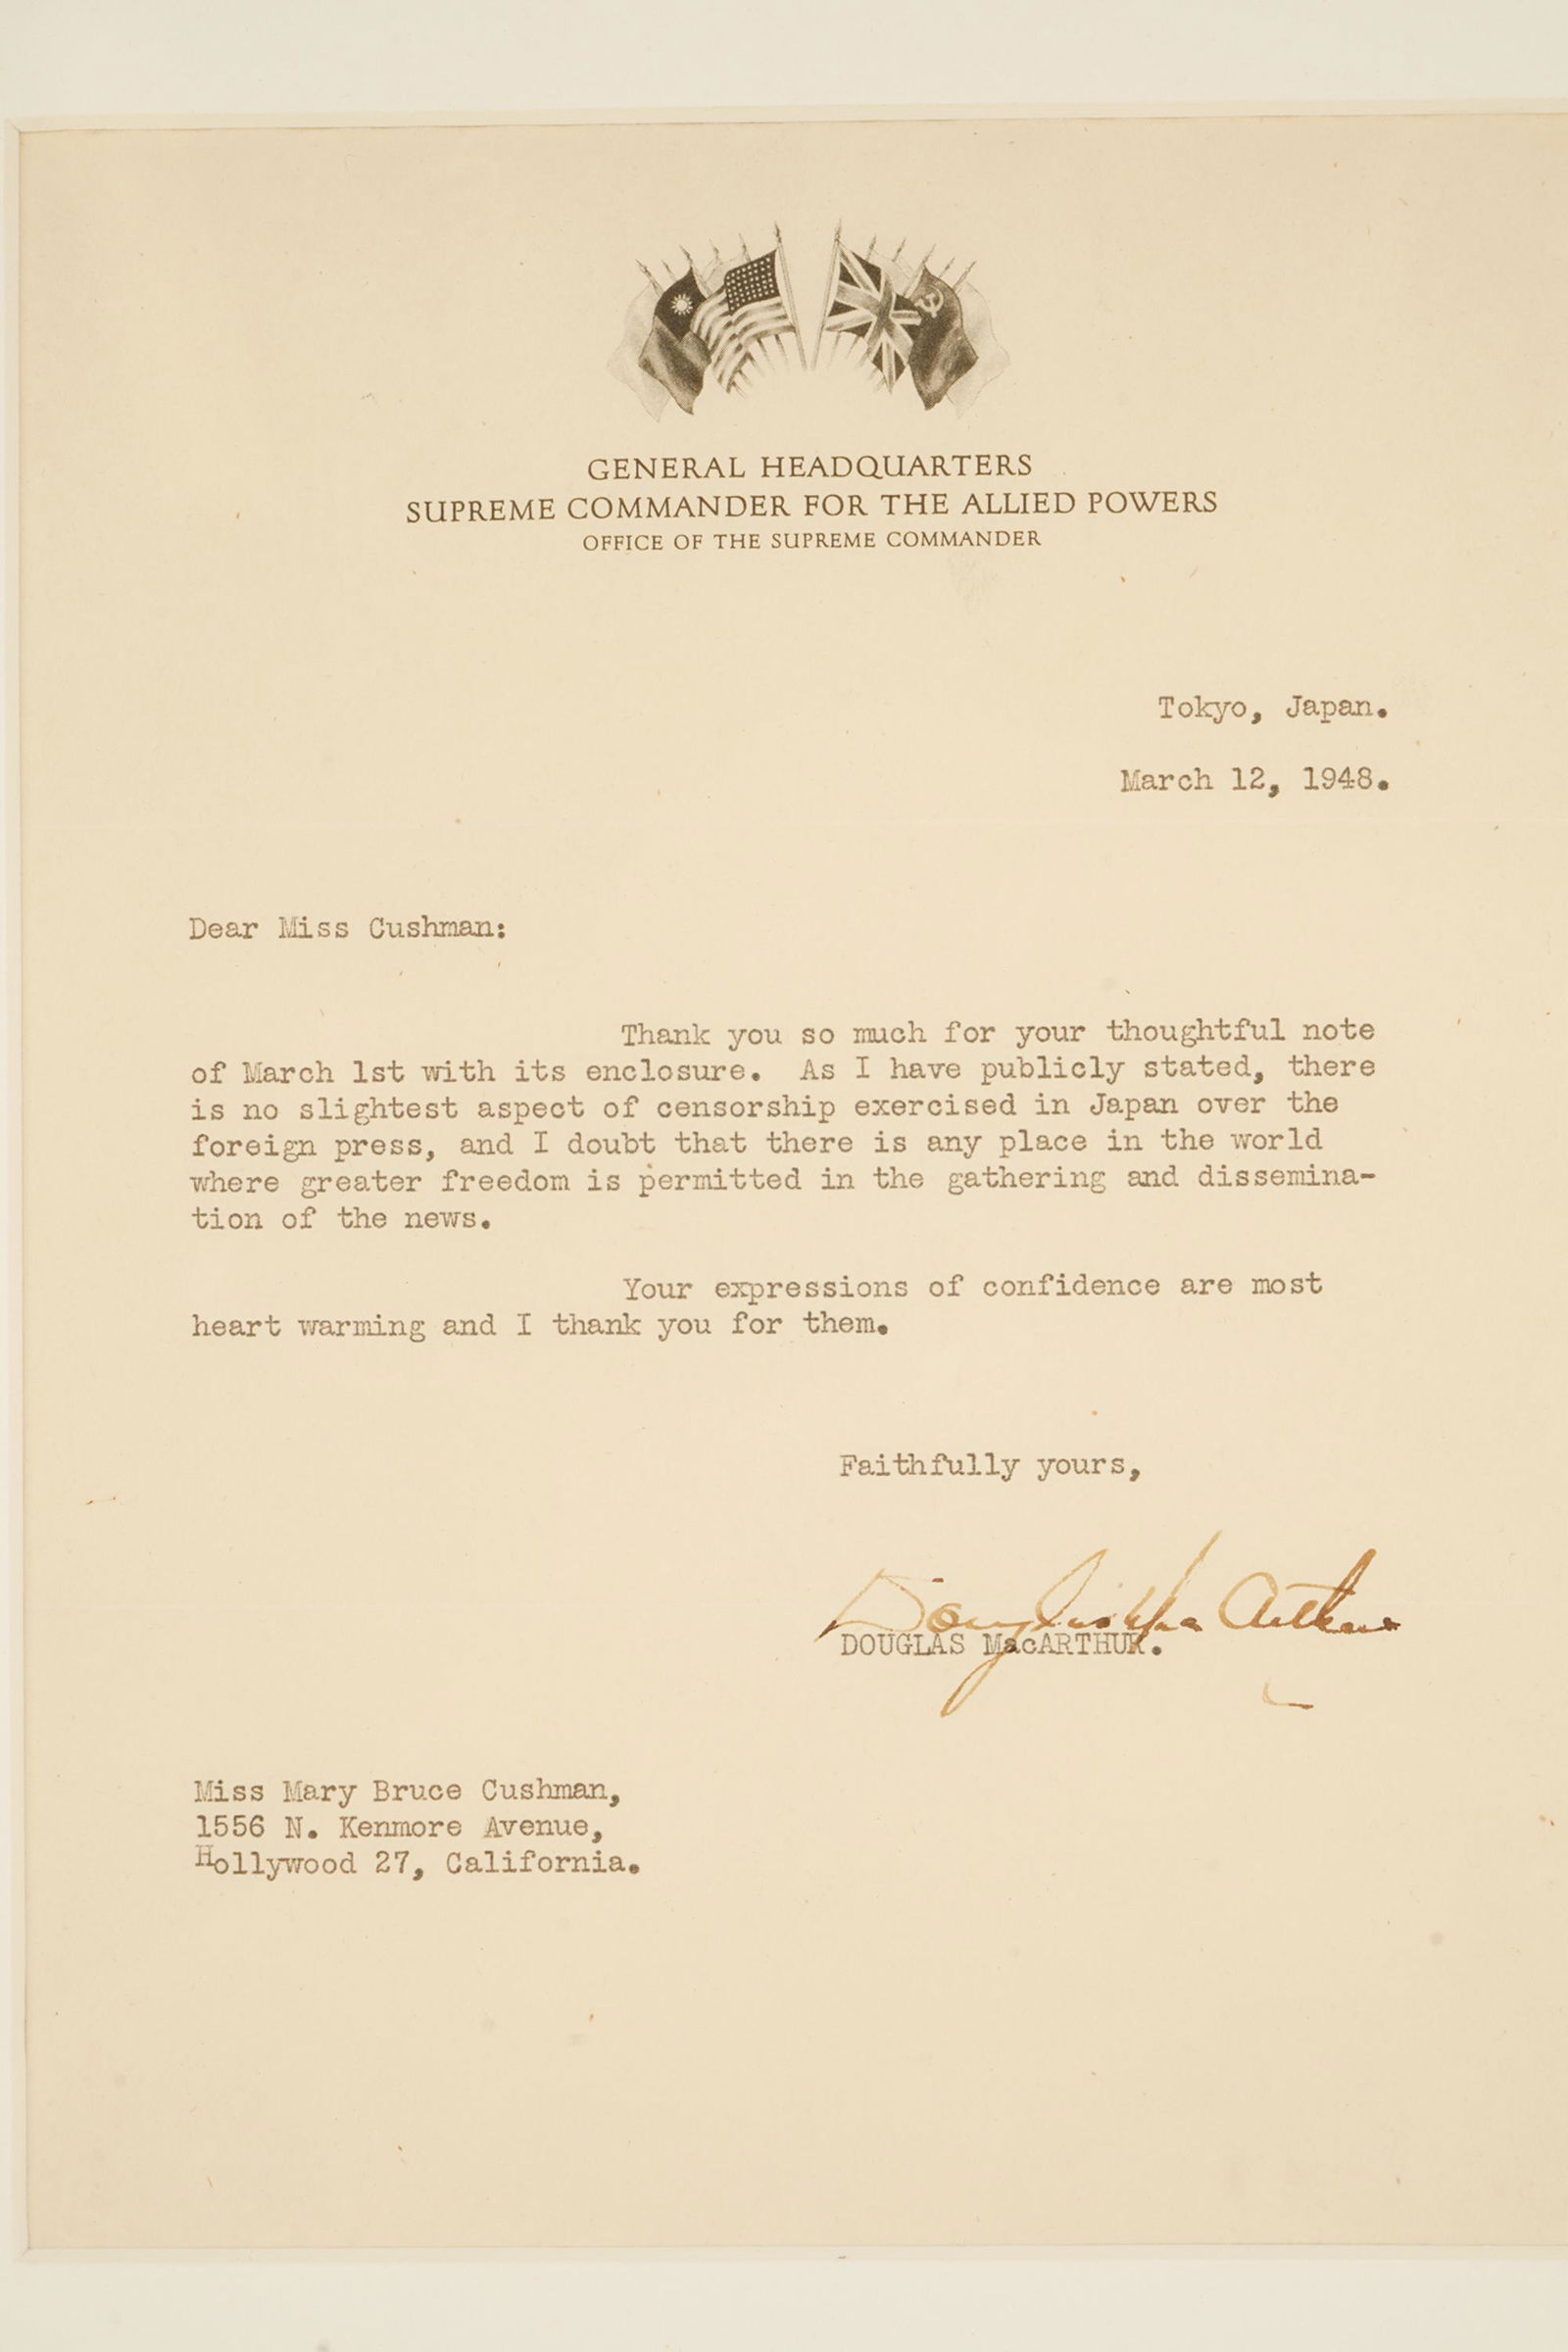 GENERAL HEADQUARTERS
SUPREME COMMANDER FOR THE ALLIED POWERS
OFFICE OF THE SUPREME COMMANDER
Tokyo, Japan.
March 12, 1948.
Dear Miss Cushman:
Thank you so much for your thoughtful note
of March 1st with its enclosure. As I have publicly stated, there
is no slightest aspect of censorship exercised in Japan over the
foreign press, and I doubt that there is any place in the world
where greater freedom is permitted in the gathering and dissemina-
tion of the news.
Your expressions of confidence are most
heart warming and I thank you for them.
Faithfully yours,
Douglas MacArthur
DOUGLAS MacARTHUR.
Miss Mary Bruce Cushman,
1556 N. Kenmore Avenue,
Hollywood 27, California.